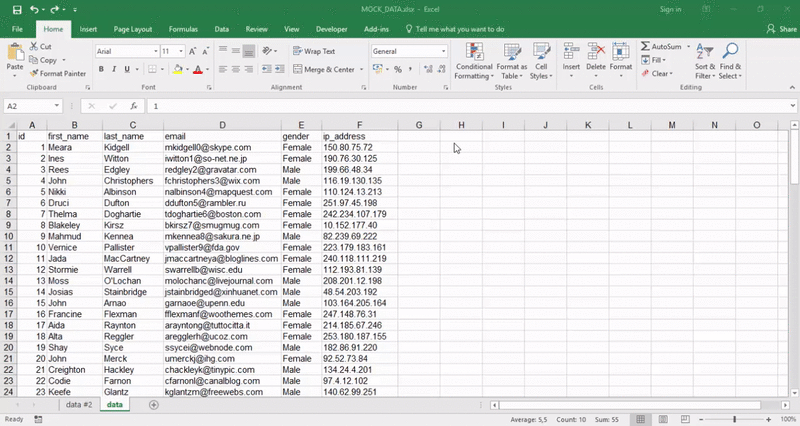 MOCK_DATA.xlsx - Excel Sign in
File Home Insert Page Layout Formulas Data Review View Developer Add-ins Tell me what you want to do Share
Cut Copy Format Painter Paste Clipboard
Arial 11 Font
Wrap Text Merge & Center Alignment
General Number
Conditional Formatting Format as Table Cell Styles Styles
Insert Delete Format Cells
AutoSum Fill Clear Sort & Filter Find & Select Editing
A2 1
A B C D E F G H I J K L M N O
1 id first_name last_name email gender ip_address
2 1 Meara Kidgell mkidgell0@skype.com Female 150.80.75.72
3 2 Ines Witton iwitton1@so-net.ne.jp Female 190.76.30.125
4 3 Rees Edgley redgley2@gravatar.com Male 199.66.48.34
5 4 John Christophers fchristophers3@wix.com Male 116.19.130.135
6 5 Nikki Albinson nalbinson4@mapquest.com Female 110.124.13.213
7 6 Druci Dufton ddufton5@rambler.ru Female 251.97.45.198
8 7 Thelma Doghartie tdoghartie6@boston.com Female 242.234.107.179
9 8 Blakeley Kirsz bkirsz7@smugmug.com Female 10.152.177.40
10 9 Mahmud Kennea mkennea8@sakura.ne.jp Male 82.239.69.222
11 10 Vernice Pallister vpallister9@fda.gov Female 223.179.183.161
12 11 Jada MacCartney jmaccartneya@bloglines.com Female 240.118.111.219
13 12 Stormie Warrell swarrellb@wisc.edu Female 112.193.81.139
14 13 Moss O'Lochan molochanc@livejournal.com Male 208.201.12.198
15 14 Josias Stainbridge jstainbridged@xinhuanet.com Male 48.54.203.192
16 15 John Arnao garnaoe@upenn.edu Male 103.164.205.164
17 16 Francine Flexman fflexmanf@woothemes.com Female 247.148.76.31
18 17 Aida Raynton arayntong@tuttocitta.it Female 214.185.67.246
19 18 Alta Reggler aregglerh@ucoz.com Female 253.180.187.155
20 19 Shay Syce ssycei@webnode.com Male 182.86.91.220
21 20 John Merck umerckj@ihg.com Female 92.52.73.84
22 21 Creighton Hackley chackleyk@tinypic.com Male 134.24.4.201
23 22 Codie Farnon cfarnonl@canalblog.com Male 97.4.12.102
24 23 Keefe Glantz kglantzm@freewebs.com Male 140.62.99.251
data #2 data
Ready Average: 5,5 Count: 10 Sum: 55 100%